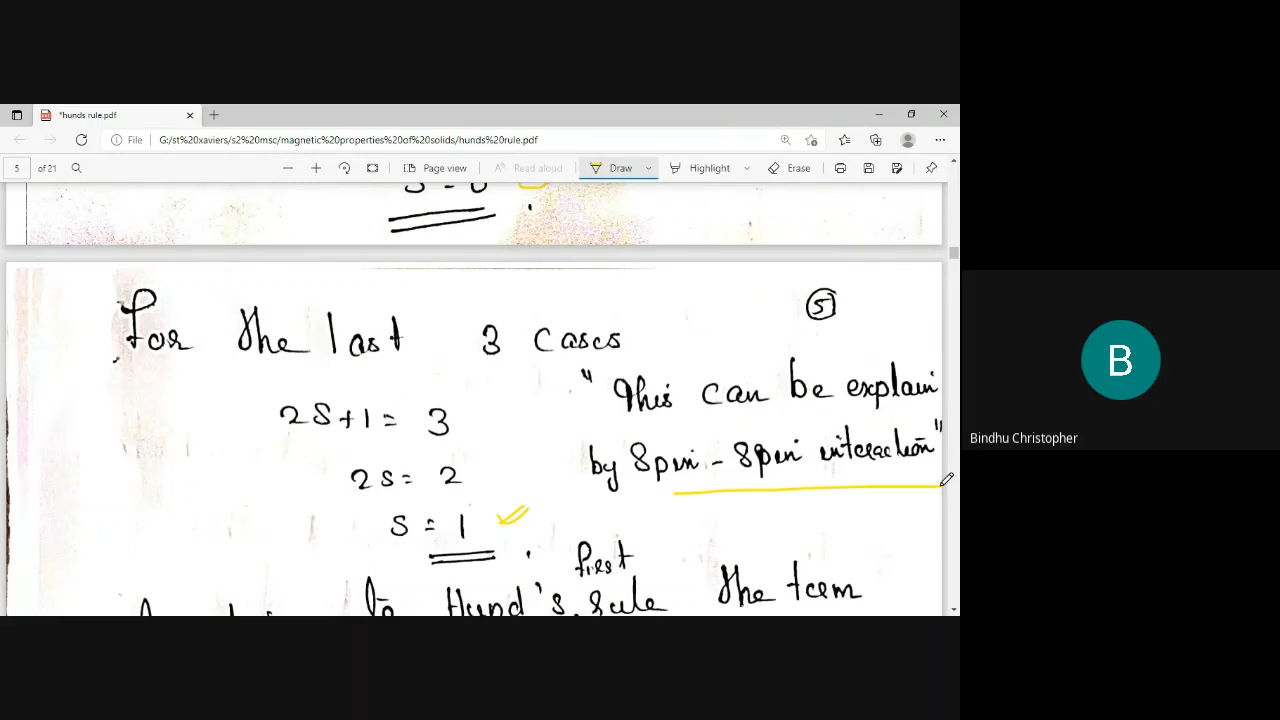 *hunds rule.pdf
File G:/st%20xaviers/s2%20msc/magnetic%20properties%20of%20solids/hunds%20rule.pdf
5 of 21 Page view Read aloud Draw Highlight Erase
For the last 3 cases
5
"This can be explain
2S+1 = 3
by Spin - Spin interaction"
2S = 2
S = 1
first
To Hund's rule the term
B
Bindhu Christopher